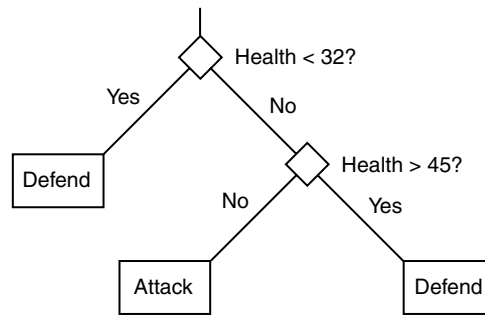 Health < 32?
Yes
No
Defend
Health > 45?
No
Yes
Attack
Defend